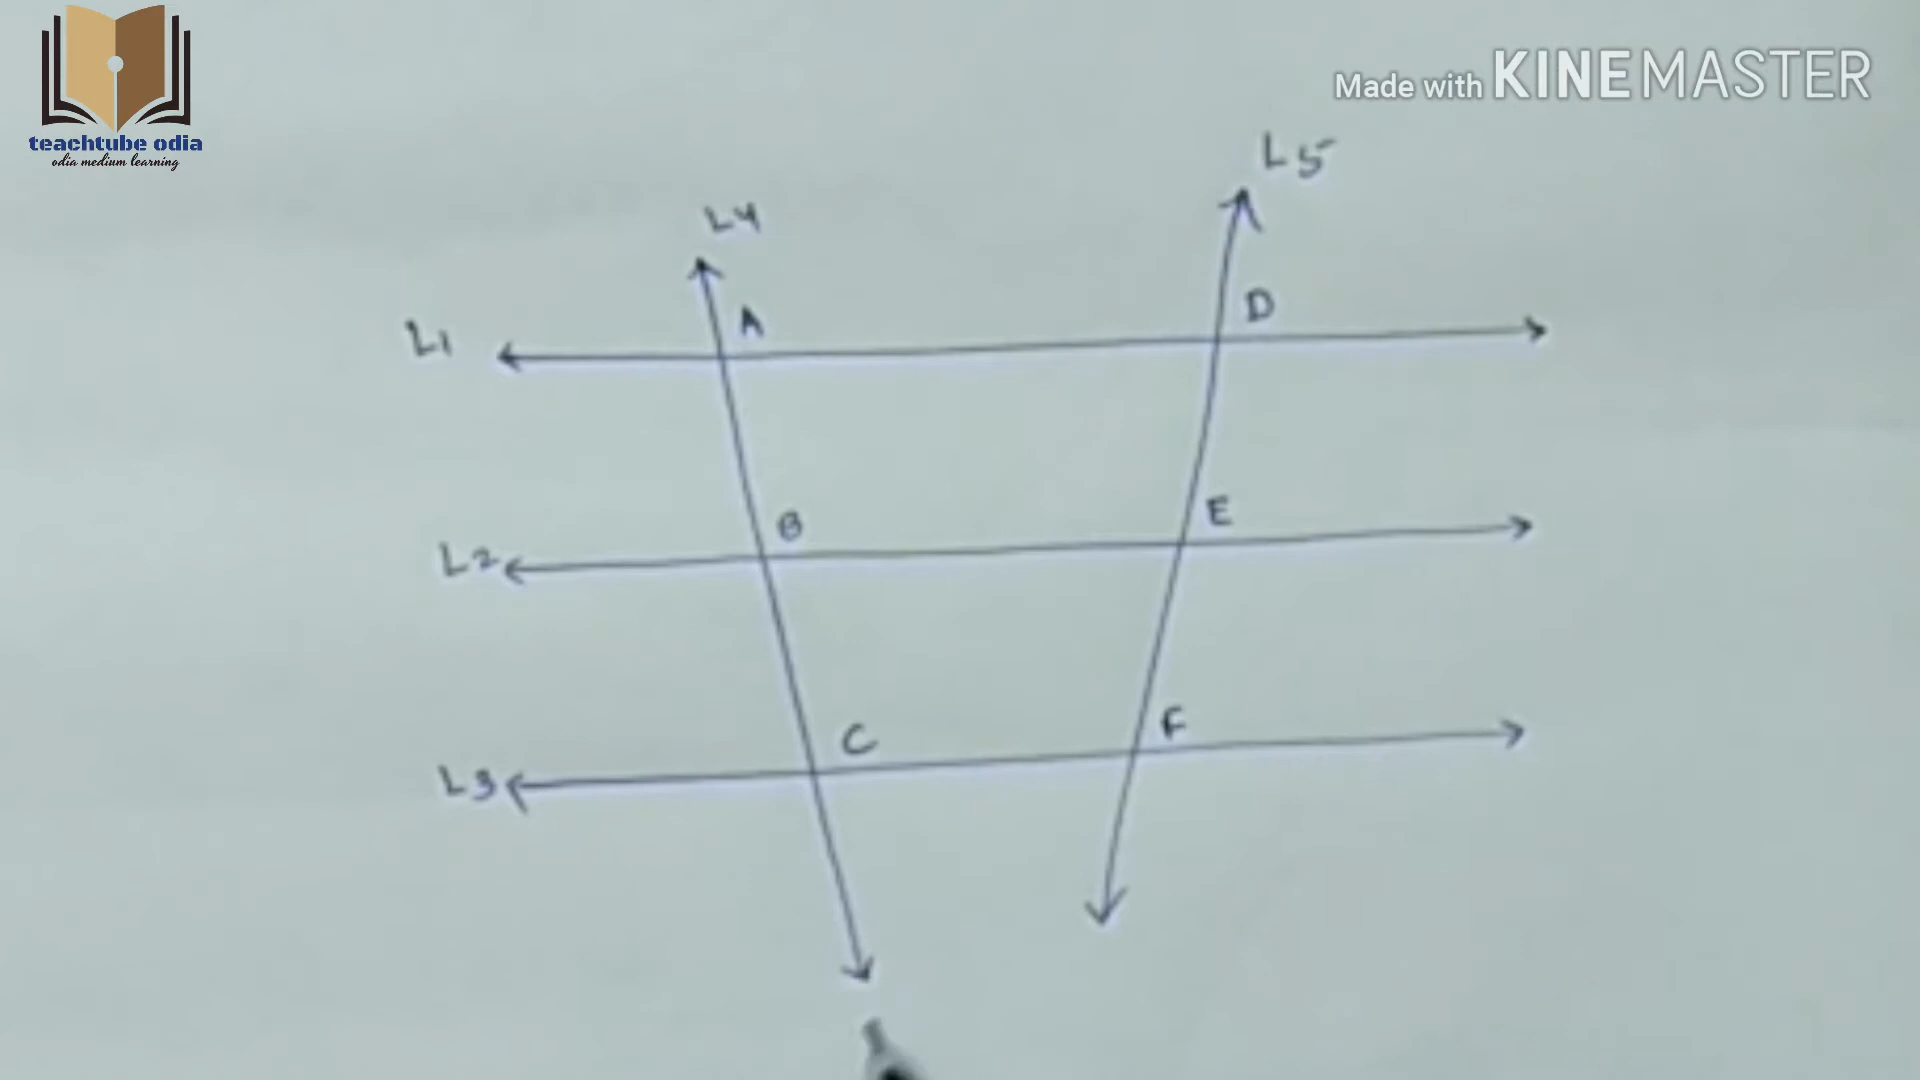 teachtube odia
odia medium learning
Made with KINEMASTER
L5
L4
D
A
L1
E
B
L2
F
C
L3